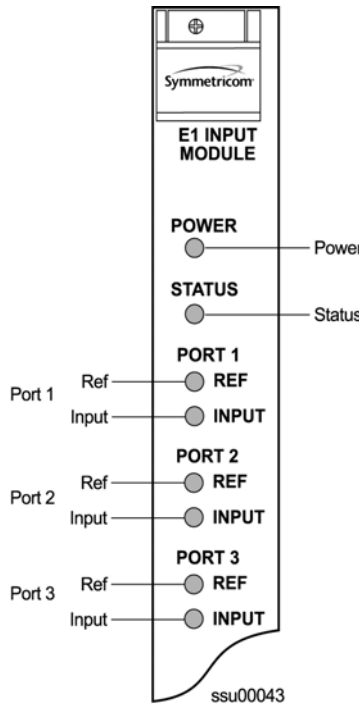 Symmetricom
E1 INPUT
MODULE
POWER
Power
STATUS
Status
PORT 1
Port 1
Ref
REF
Input
INPUT
PORT 2
Port 2
Ref
REF
Input
INPUT
PORT 3
Port 3
Ref
REF
Input
INPUT
ssu00043